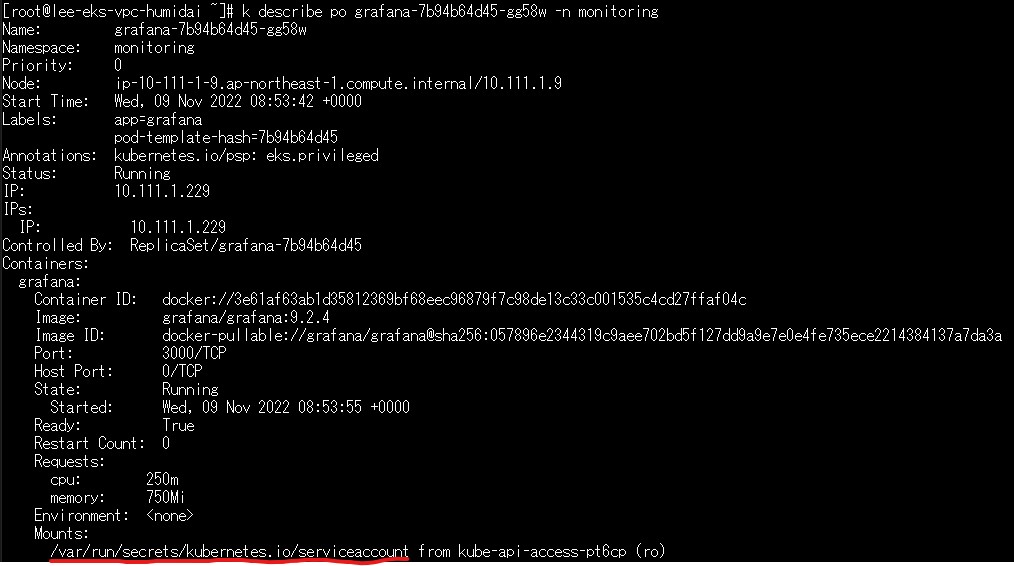 [root@lee-eks-vpc-humidai ~]# k describe po grafana-7b94b64d45-gg58w -n monitoring
Name:         grafana-7b94b64d45-gg58w
Namespace:    monitoring
Priority:     0
Node:         ip-10-111-1-9.ap-northeast-1.compute.internal/10.111.1.9
Start Time:   Wed, 09 Nov 2022 08:53:42 +0000
Labels:       app=grafana
              pod-template-hash=7b94b64d45
Annotations:  kubernetes.io/psp: eks.privileged
Status:       Running
IP:           10.111.1.229
IPs:
  IP:           10.111.1.229
Controlled By:  ReplicaSet/grafana-7b94b64d45
Containers:
  grafana:
    Container ID:   docker://3e61af63ab1d35812369bf68eec96879f7c98de13c33c001535c4cd27ffaf04c
    Image:          grafana/grafana:9.2.4
    Image ID:       docker-pullable://grafana/grafana@sha256:057896e2344319c9aee702bd5f127dd9a9e7e0e4fe735ece2214384137a7da3a
    Port:           3000/TCP
    Host Port:      0/TCP
    State:          Running
      Started:      Wed, 09 Nov 2022 08:53:55 +0000
    Ready:          True
    Restart Count:  0
    Requests:
      cpu:        250m
      memory:     750Mi
    Environment:  <none>
    Mounts:
      /var/run/secrets/kubernetes.io/serviceaccount from kube-api-access-pt6cp (ro)